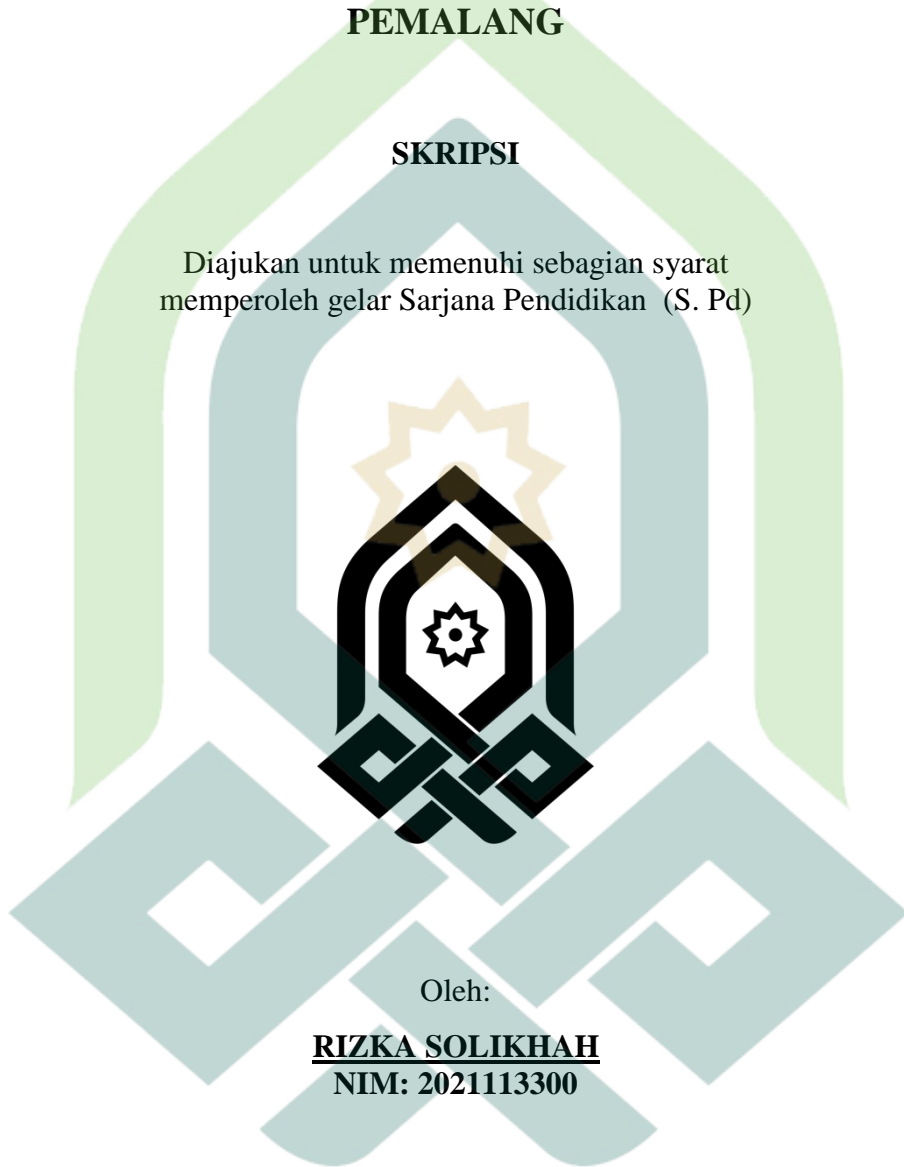 PEMALANG
SKRIPSI
Diajukan untuk memenuhi sebagian syarat
memperoleh gelar Sarjana Pendidikan  (S. Pd)
Oleh:
RIZKA SOLIKHAH
NIM: 2021113300